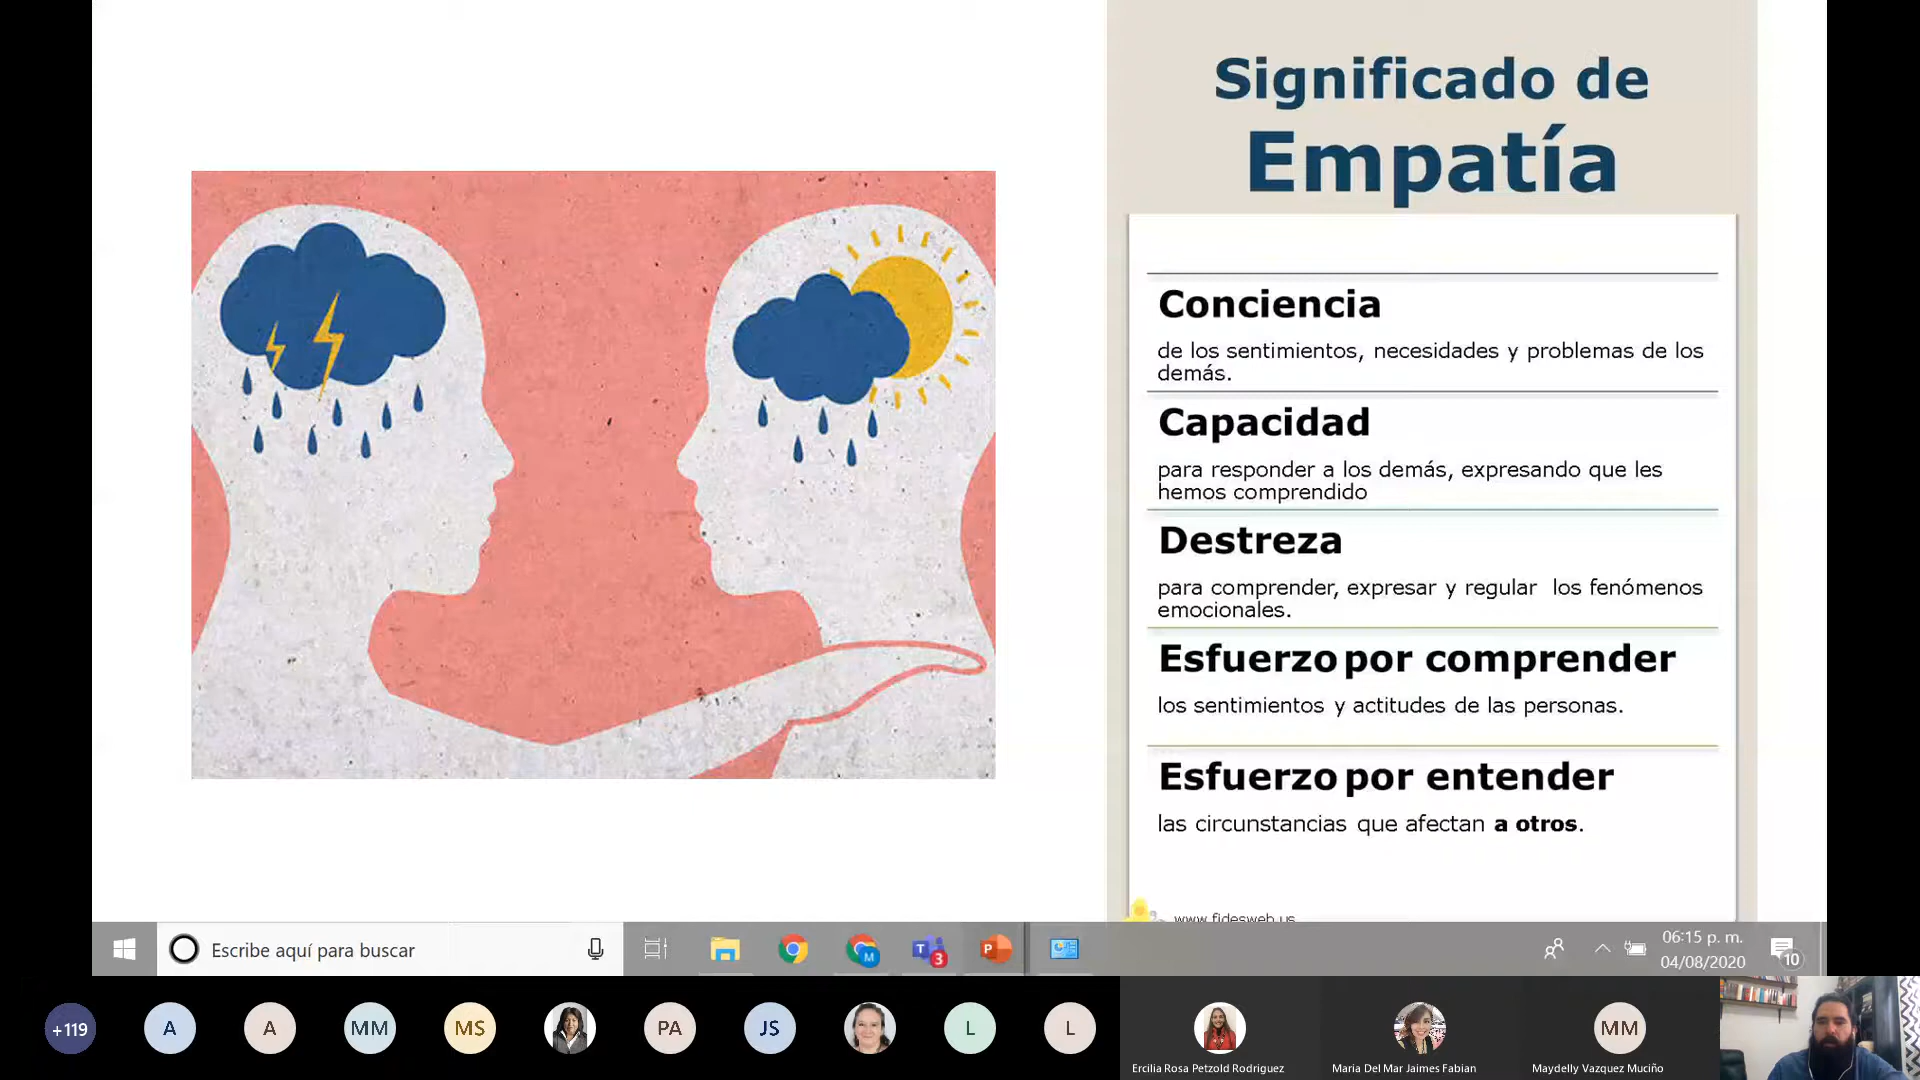 Significado de
Empatía
Conciencia
de los sentimientos, necesidades y problemas de los
demás.
Capacidad
para responder a los demás, expresando que les
hemos comprendido
Destreza
para comprender, expresar y regular los fenómenos
emocionales.
Esfuerzo por comprender
los sentimientos y actitudes de las personas.
Esfuerzo por entender
las circunstancias que afectan a otros.
www.fidesweb.us
Escribe aquí para buscar
M
T
3
P
06:15 p. m.
04/08/2020
10
+119
A
A
MM
MS
PA
JS
L
L
MM
Ercilia Rosa Petzold Rodriguez
Maria Del Mar Jaimes Fabian
Maydelly Vazquez Muciño